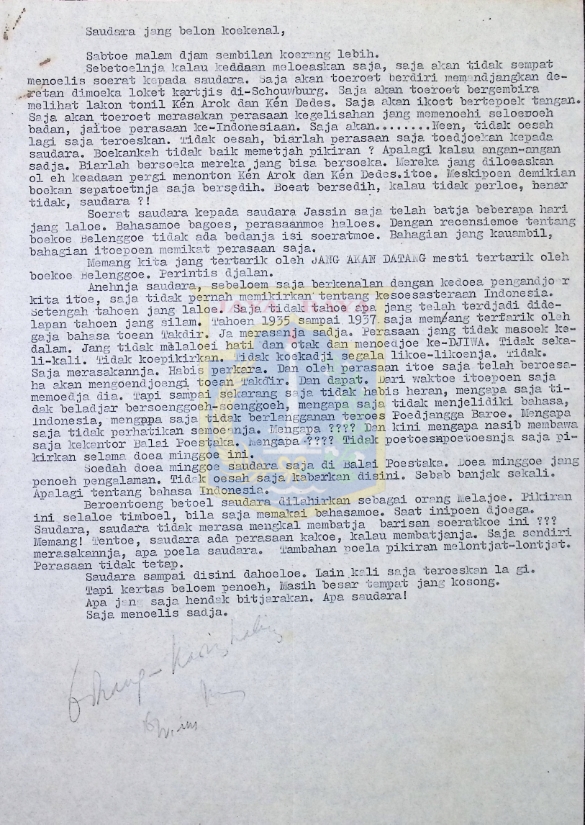 Saudara jang belon koekenal,
Sabtoe malam djam sembilan koerang lebih.
Sebetoelnja kalau keddaan meloeaskan saja, saja akan tidak sempat
menoelis soerat kepada saudara. Saja akan toeroet berdiri memandjangkan de-
retan dimoeka loket kartjis di-Schouwburg. Saja akan toeroet bergembira
melihat lakon tonil Kén Arok dan Kén Dedes. Saja akan ikoet bertepoek tangan.
Saja akan toeroet merasakan perasaan kegelisahan jang memenoehi seloeroeh
badan, jaitoe perasaan ke-Indonesiaan. Saja akan........Neen, tidak oesah
lagi saja teroeskan. Tidak oesah, biarlah perasaan saja toedjoekan kepada
saudara. Boekankah tidak baik memetjah pikiran ? Apalagi kalau angan-angan
sadja. Biarlah bersoeka mereka jang bisa bersoeka. Mereka jang diloeaskan
ol eh keadaan pergi menonton Kén Arok dan Kén Dedes.itoe. Meskipoen demikian
boekan sepatoetnja saja bersedih. Boeat bersedih, kalau tidak perloe, benar
tidak, saudara ?!
Soerat saudara kepada saudara Jassin saja telah batja beberapa hari
jang laloe. Bahasamoe bagoes, perasaanmoe haloes. Dengan recensiemoe tentang
boekoe Belenggoe tidak ada bedanja isi soeratmoe. Bahagian jang kauambil,
bahagian itoepoen memikat perasaan saja.
Memang kita jang tertarik oleh JANG AKAN DATANG mesti tertarik oleh
boekoe Belenggoe. Perintis djalan.
Anehnja saudara, sebeloem saja berkenalan dengan kedoea pengandjoer
kita itoe, saja tidak pernah memikirkan tentang kesoesasteraan Indonesia.
Setengah tahoen jang laloe. Saja tidak tahoe apa jang telah terdjadi dide-
lapan tahoen jang silam. Tahoen 1935 sampai 1937 saja memang tertarik oleh
gaja bahasa toean Takdir. Ja merasanja sadja. Perasaan jang tidak masoek ke-
dalam. Jang tidak melaloei hati dan otak dan menoedjoe ke-DJIWA. Tidak seka-
li-kali. Tidak koepikirkan. Tidak koekadji segala likoe-likoenja. Tidak.
Saja merasakannja. Habis perkara. Dan oleh perasaan itoe saja telah beroesa-
ha akan mengoendjoengi toean Takdir. Dan dapat. Dari waktoe itoepoen saja
memoedja dia. Tapi sampai sekarang saja tidak habis heran, mengapa saja ti-
dak beladjar bersoenggoeh-soenggoeh, mengapa saja tidak menjelidiki bahasa,
Indonesia, mengppa saja tidak berlangganan teroes Poedjangga Baroe. Mengapa
saja tidak perhatikan semoeanja. Mengapa ???? Dan kini mengapa nasib membawa
saja kekantor Balai Poestaka. Mengapa ???? Tidak poetoesnpoetoesnja saja pi-
kirkan selama doea minggoe ini.
Soedah doea minggoe saudara saja di Balai Poestaka. Doea minggoe jang
penoeh pengalaman. Tidak oesah saja kabarkan disini. Sebab banjak sekali.
Apalagi tentang bahasa Indonesia.
Beroentoeng betoel saudara dilahirkan sebagai orang Melajoe. Pikiran
ini selaloe timboel, bila saja memakai bahasamoe. Saat inipoen djoega.
Saudara, saudara tidak merasa mengkal membatja barisan soeratkoe ini ???
Memang! Tentoe, saudara ada perasaan kakoe, kalau membatjanja. Saja sendiri
merasakannja, apa poela saudara. Tambahan poela pikiran melontjat-lontjat.
Perasaan tidak tetap.
Saudara sampai disini dahoeloe. Lain kali saja teroeskan la gi.
Tapi kertas beloem penoeh, Masih besar tempat jang kosong.
Apa jang saja hendak bitjarakan. Apa saudara!
Saja menoelis sadja.